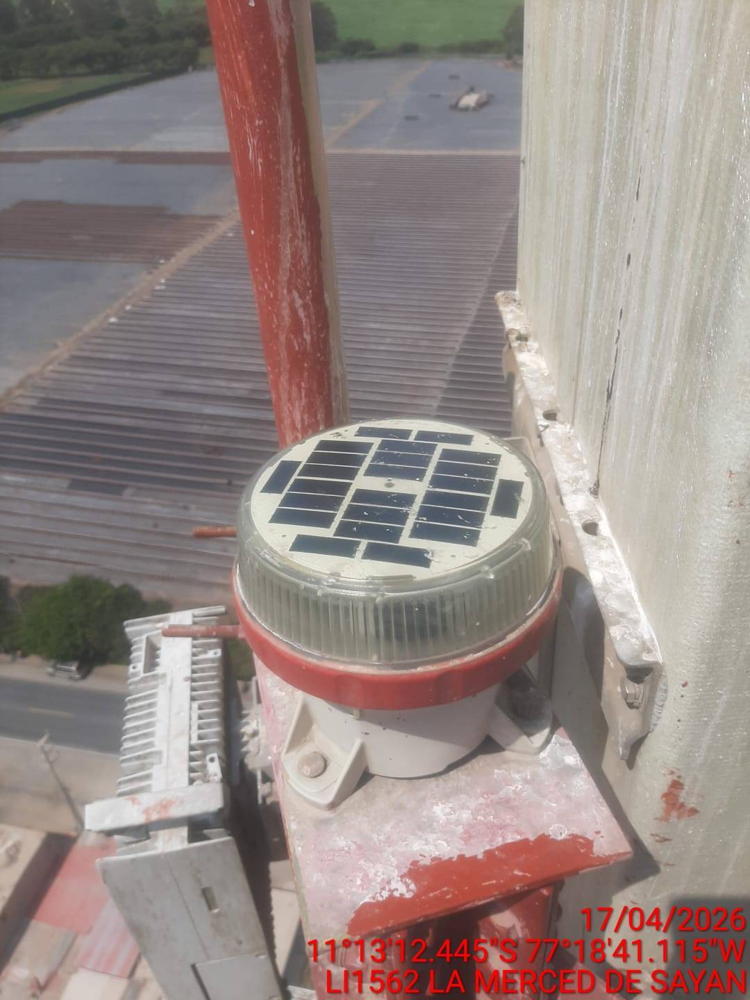 17/04/2026
11°13'12.445"S 77°18'41.115"W
LI1562 LA MERCED DE SAYAN